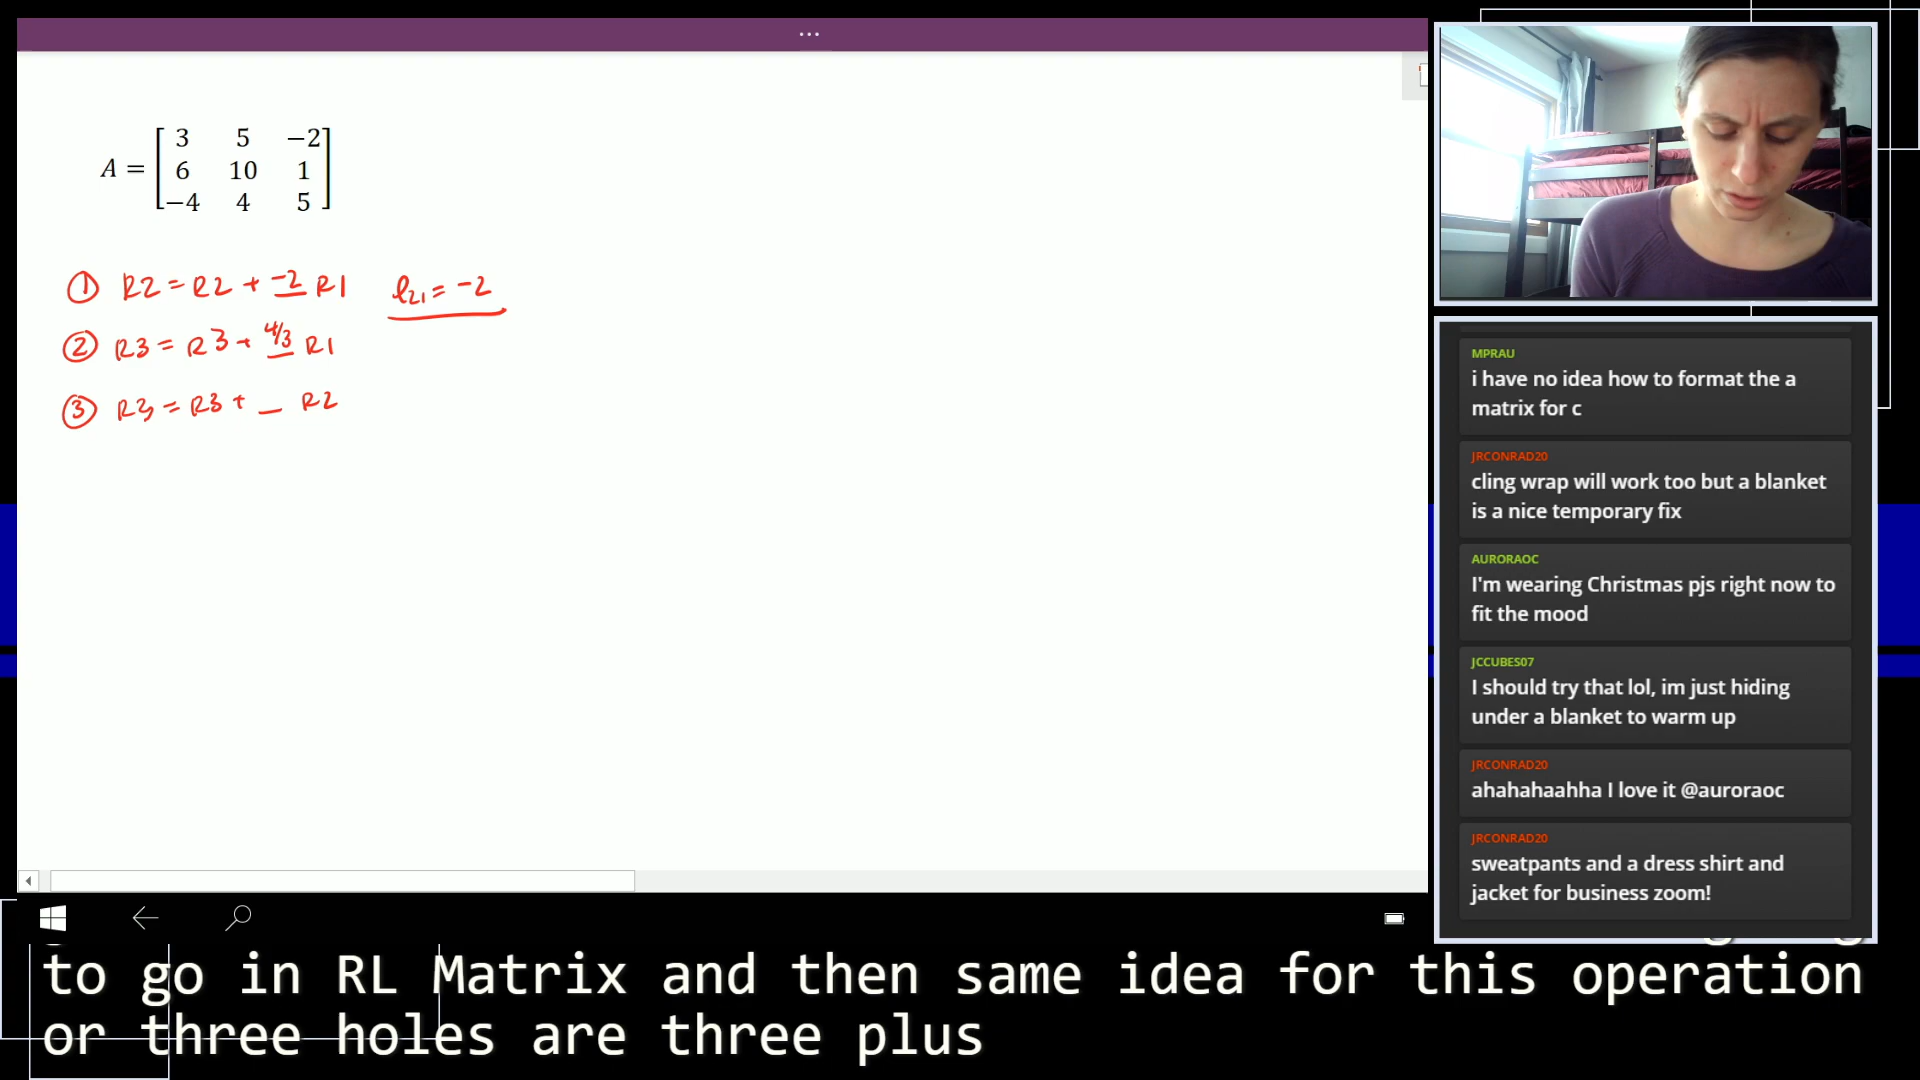 ...
A = [3 5 −2
6 10 1
−4 4 5]
① R2 = R2 + -2 R1 l21 = -2
② R3 = R3 + 4/3 R1
③ R3 = R3 + _ R2
MPRAU
i have no idea how to format the a
matrix for c
JRCONRAD20
cling wrap will work too but a blanket
is a nice temporary fix
AURORAOC
I'm wearing Christmas pjs right now to
fit the mood
JCCUBES07
I should try that lol, im just hiding
under a blanket to warm up
JRCONRAD20
ahahahaahha I love it @auroraoc
JRCONRAD20
sweatpants and a dress shirt and
jacket for business zoom!
to go in RL Matrix and then same idea for this operation
or three holes are three plus